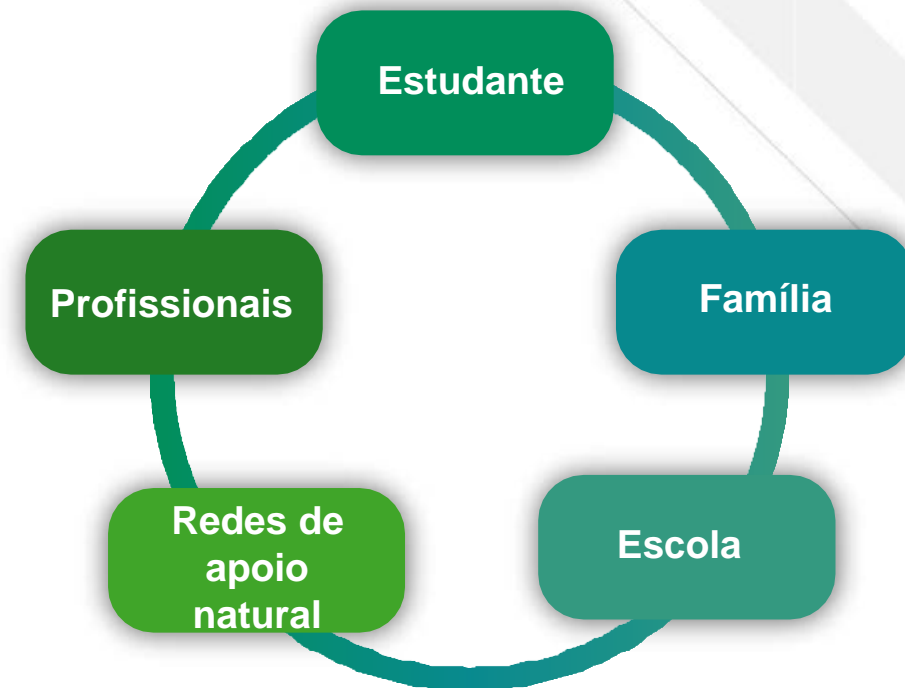 Estudante
Profissionais
Família
Redes de
apoio
natural
Escola